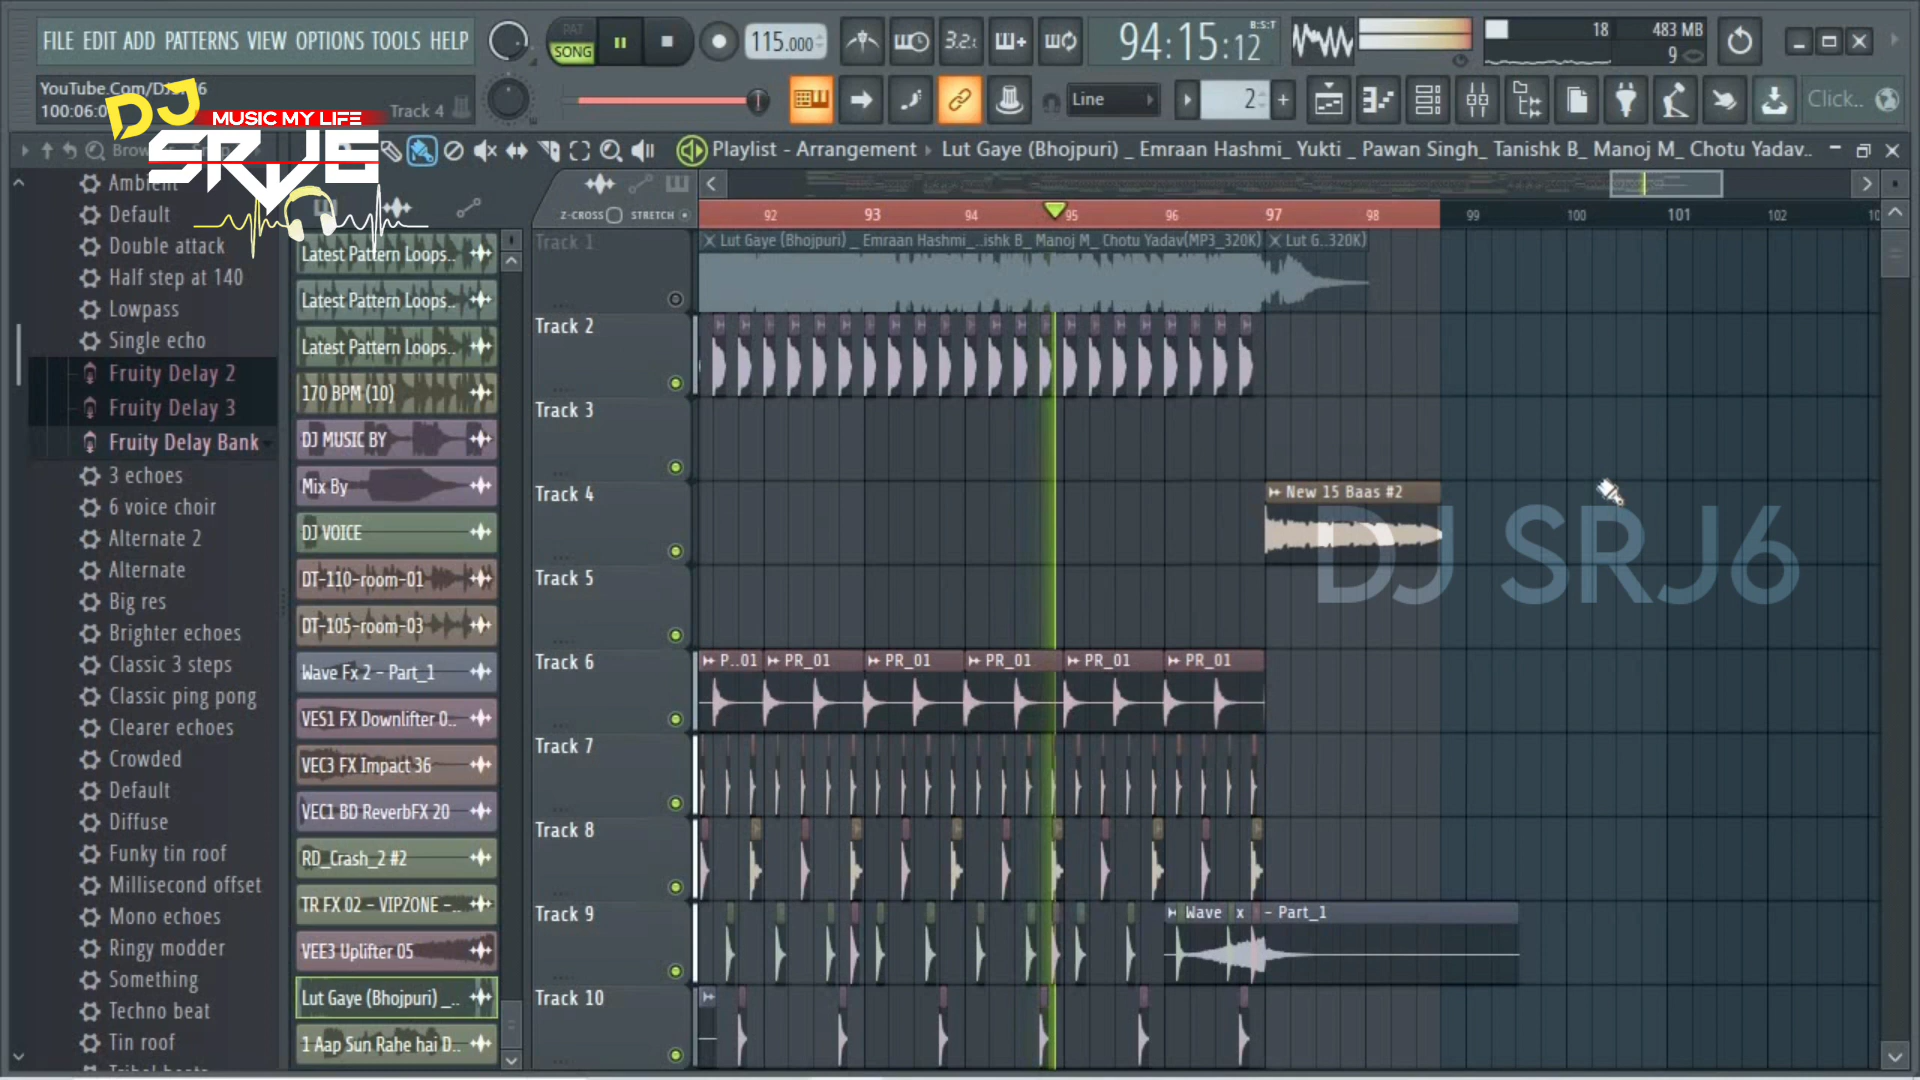 FILE EDIT ADD PATTERNS VIEW OPTIONS TOOLS HELP
PAT
SONG
115.000
3.2.
94:15:12
B:S:T
18
483 MB
9
YouTube.Com/DJSRJ6
100:06:0
Track 4
Line
2
Click..
DJ
MUSIC MY LIFE
SRJ6
Playlist - Arrangement
Lut Gaye (Bhojpuri) _ Emraan Hashmi_ Yukti _ Pawan Singh_ Tanishk B_ Manoj M_ Chotu Yadav..
Z-CROSS
STRETCH
92
93
94
95
96
97
98
99
100
101
102
10
Ambient
Default
Double attack
Half step at 140
Lowpass
Single echo
Fruity Delay 2
Fruity Delay 3
Fruity Delay Bank
3 echoes
6 voice choir
Alternate 2
Alternate
Big res
Brighter echoes
Classic 3 steps
Classic ping pong
Clearer echoes
Crowded
Default
Diffuse
Funky tin roof
Millisecond offset
Mono echoes
Ringy modder
Something
Techno beat
Tin roof
Latest Pattern Loops..
Latest Pattern Loops..
Latest Pattern Loops..
170 BPM (10)
DJ MUSIC BY
Mix By
DJ VOICE
DT-110-room-01
DT-105-room-03
Wave Fx 2 - Part_1
VES1 FX Downlifter 0..
VEC3 FX Impact 36
VEC1 BD ReverbFX 20
RD_Crash_2 #2
TR FX 02 - VIPZONE -..
VEE3 Uplifter 05
Lut Gaye (Bhojpuri) _..
1 Aap Sun Rahe hai D..
Track 1
Lut Gaye (Bhojpuri) _ Emraan Hashmi_..ishk B_ Manoj M_ Chotu Yadav(MP3_320K)
Lut G..320K)
Track 2
Track 3
Track 4
New 15 Baas #2
DJ SRJ6
Track 5
Track 6
P..01
PR_01
PR_01
PR_01
PR_01
PR_01
Track 7
Track 8
Track 9
Wave
x
- Part_1
Track 10